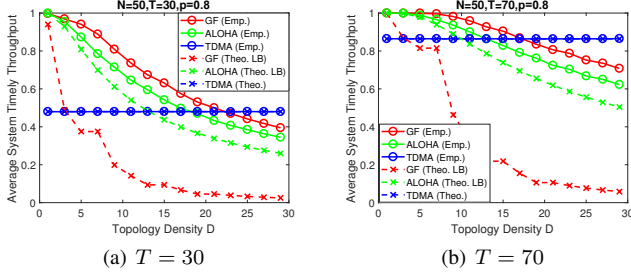 N=50,T=30,p=0.8
Average System Timely Throughput
1
0.8
0.6
0.4
0.2
0
GF (Emp.)
ALOHA (Emp.)
TDMA (Emp.)
GF (Theo. LB)
ALOHA (Theo. LB)
TDMA (Theo.)
0 5 10 15 20 25 30
Topology Density D
(a) T = 30
N=50,T=70,p=0.8
Average System Timely Throughput
1
0.8
0.6
0.4
0.2
0
GF (Emp.)
ALOHA (Emp.)
TDMA (Emp.)
GF (Theo. LB)
ALOHA (Theo. LB)
TDMA (Theo.)
0 5 10 15 20 25 30
Topology Density D
(b) T = 70